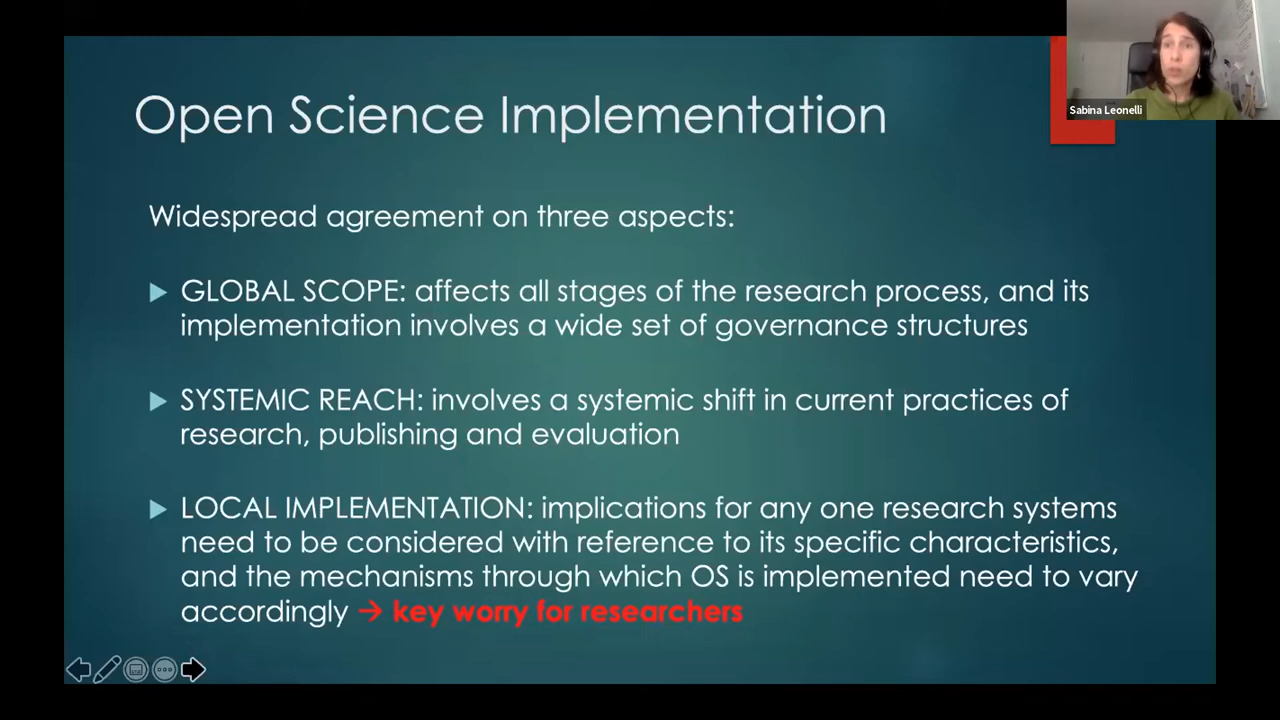 Open Science Implementation
Sabina Leonelli
Widespread agreement on three aspects:
GLOBAL SCOPE: affects all stages of the research process, and its
implementation involves a wide set of governance structures
SYSTEMIC REACH: involves a systemic shift in current practices of
research, publishing and evaluation
LOCAL IMPLEMENTATION: implications for any one research systems
need to be considered with reference to its specific characteristics,
and the mechanisms through which OS is implemented need to vary
accordingly → key worry for researchers